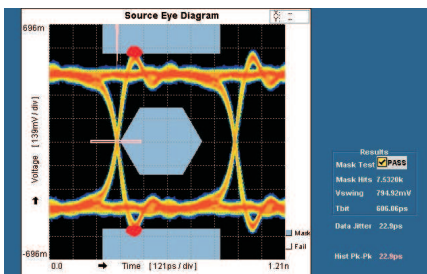 Source Eye Diagram
X: --
Y: --
696m
Voltage [139mV / div]
-696m
0.0
Time [121ps / div]
1.21n
Mask
Fail
Results
Mask Test PASS
Mask Hits 7.5320k
Vswing 794.92mV
Tbit 606.06ps
Data Jitter 22.9ps
Hist Pk-Pk 22.9ps